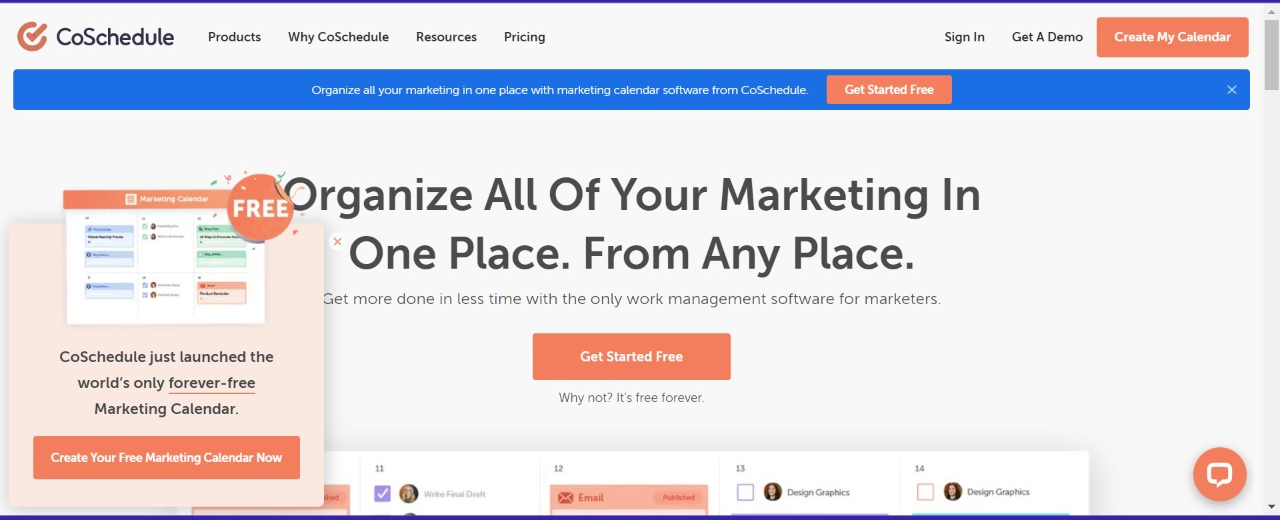 CoSchedule
Products Why CoSchedule Resources Pricing
Sign In Get A Demo Create My Calendar
Organize all your marketing in one place with marketing calendar software from CoSchedule. Get Started Free
Organize All Of Your Marketing In
One Place. From Any Place.
Get more done in less time with the only work management software for marketers.
Get Started Free
Why not? It's free forever.
Marketing Calendar
FREE
Product Reminder
CoSchedule just launched the
world's only forever-free
Marketing Calendar.
Create Your Free Marketing Calendar Now
11 12 13 14
Write Final Draft
Email Published
Design Graphics
Design Graphics